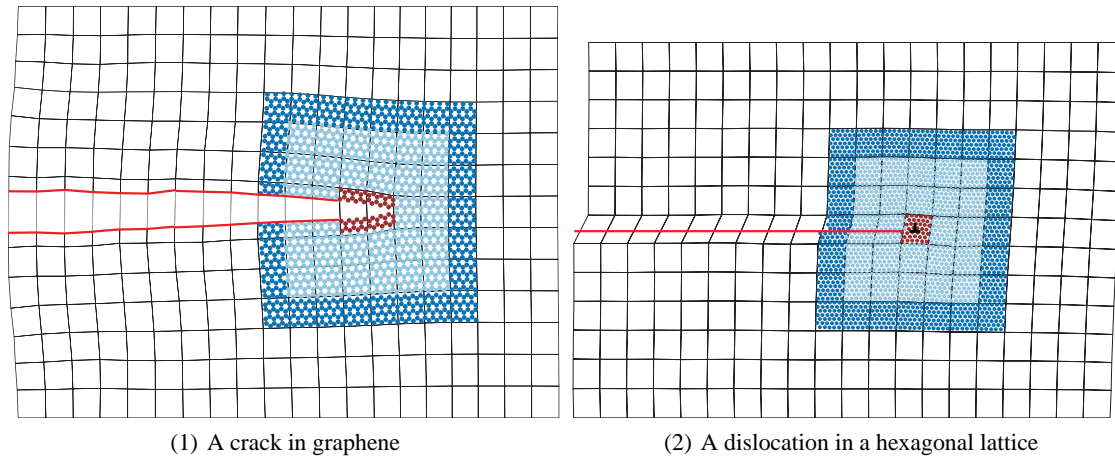 (1) A crack in graphene
(2) A dislocation in a hexagonal lattice